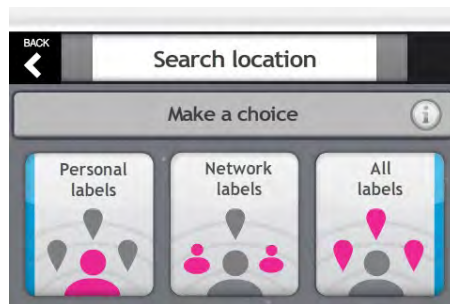 BACK
Search location
Make a choice
i
Personal
labels
Network
labels
All
labels